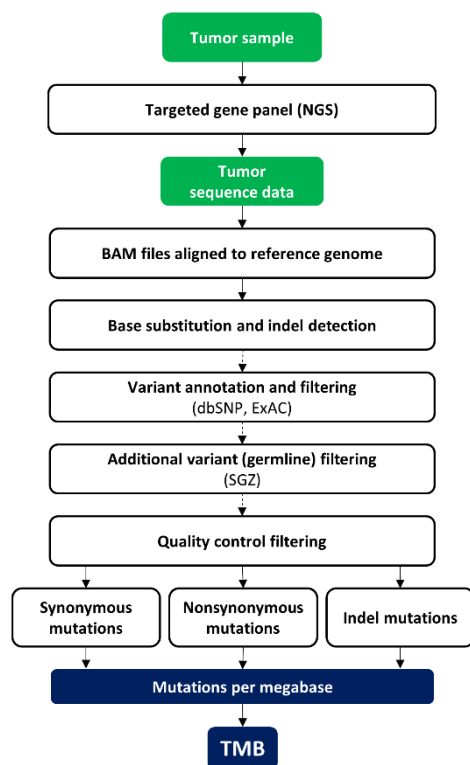 Tumor sample
Targeted gene panel (NGS)
Tumor
sequence data
BAM files aligned to reference genome
Base substitution and indel detection
Variant annotation and filtering
(dbSNP, ExAC)
Additional variant (germline) filtering
(SGZ)
Quality control filtering
Synonymous
mutations
Nonsynonymous
mutations
Indel mutations
Mutations per megabase
TMB